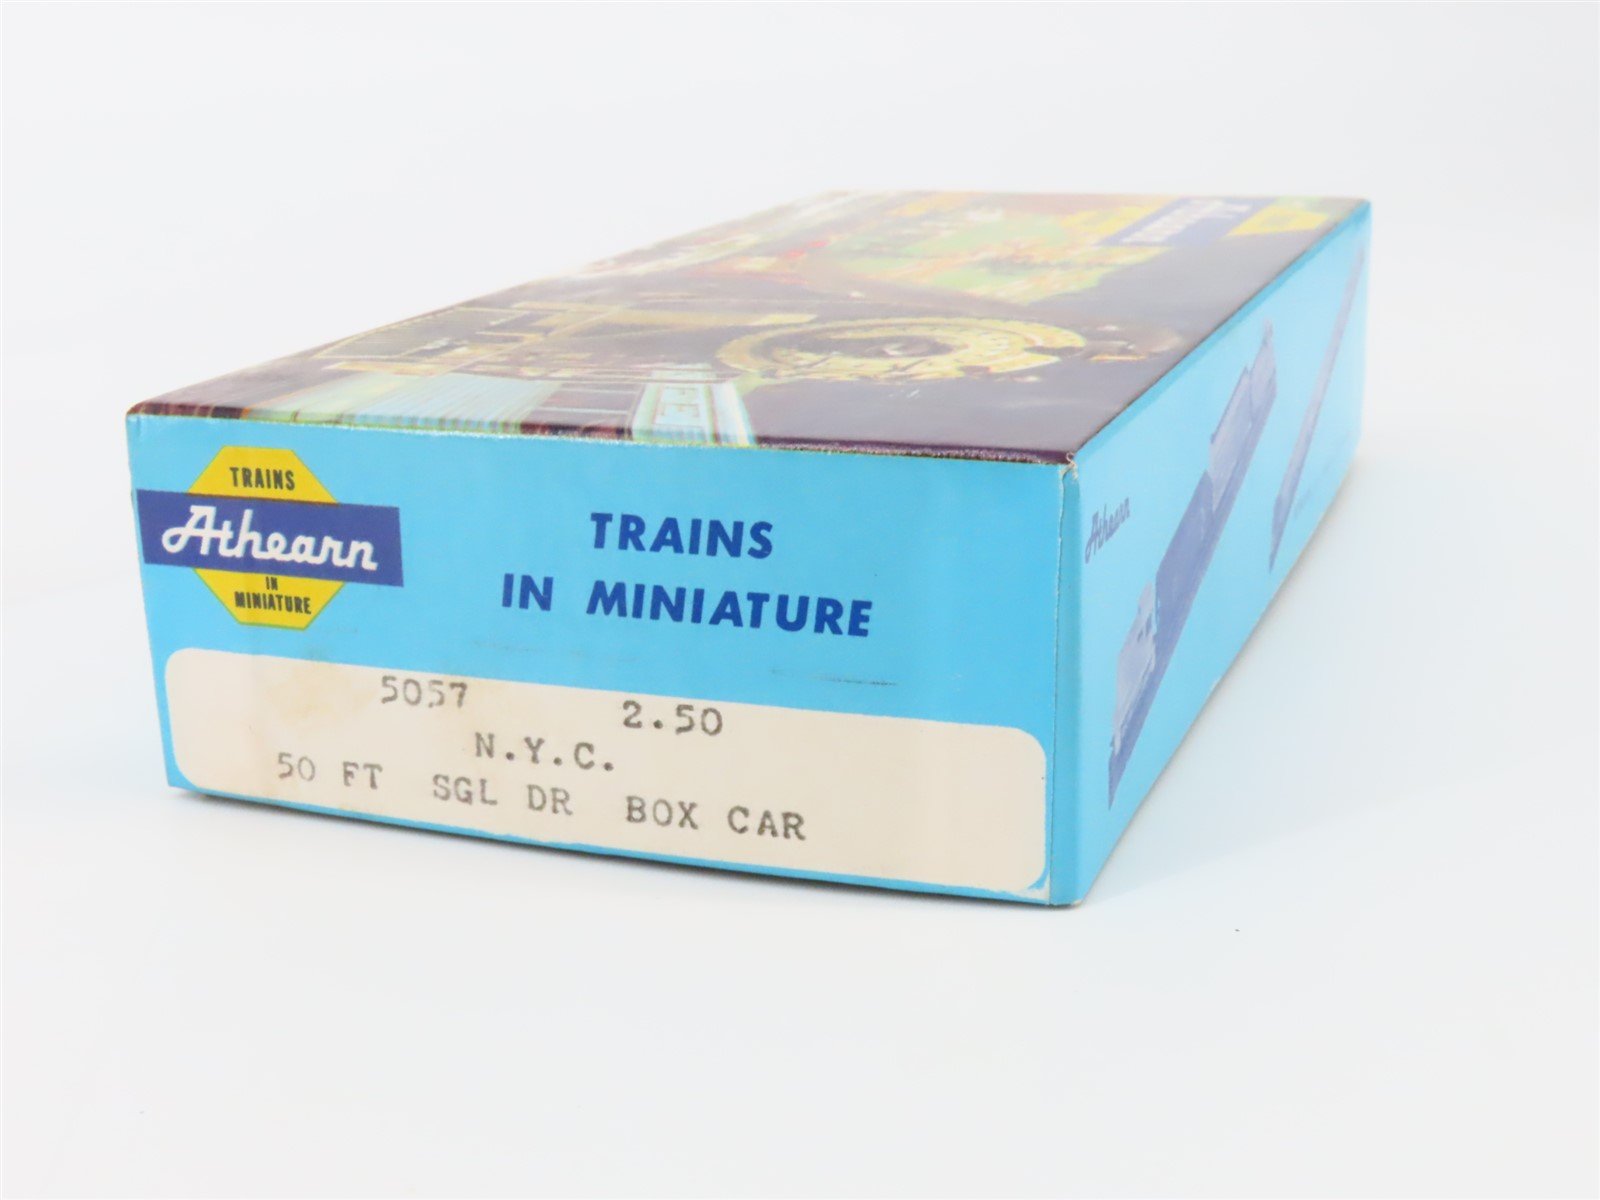 TRAINS
Athearn
IN
MINIATURE
TRAINS
IN MINIATURE
5057 2.50
N.Y.C.
50 FT SGL DR BOX CAR
Athearn